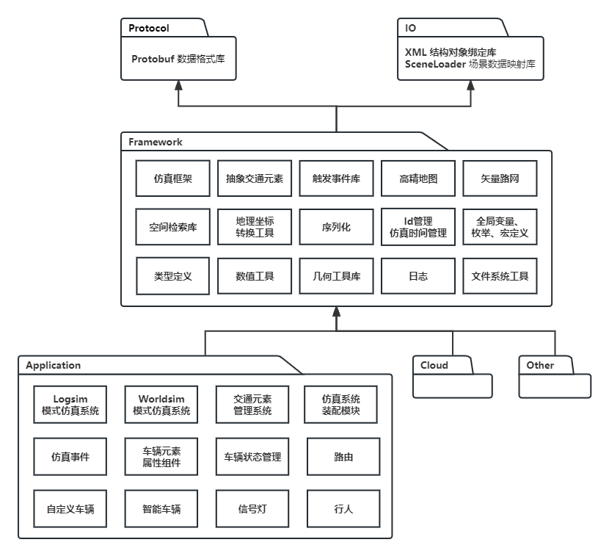 Protocol
Protobuf 数据格式库
IO
XML 结构对象绑定库
SceneLoader 场景数据映射库
Framework
仿真框架
抽象交通元素
触发事件库
高精地图
矢量路网
空间检索库
地理坐标
转换工具
序列化
Id管理
仿真时间管理
全局变量、
枚举、宏定义
类型定义
数值工具
几何工具库
日志
文件系统工具
Application
Logsim
模式仿真系统
Worldsim
模式仿真系统
交通元素
管理系统
仿真系统
装配模块
仿真事件
车辆元素
属性组件
车辆状态管理
路由
自定义车辆
智能车辆
信号灯
行人
Cloud
Other